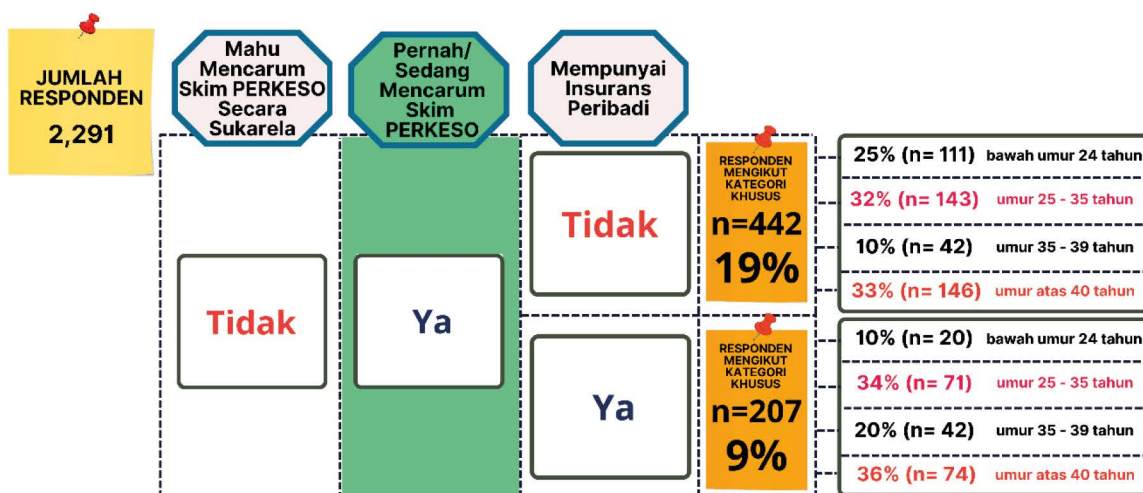 JUMLAH
RESPONDEN
2,291
Mahu
Mencarum
Skim PERKESO
Secara
Sukarela
Pernah/
Sedang
Mencarum
Skim
PERKESO
Mempunyai
Insurans
Peribadi
Tidak
Ya
Tidak
RESPONDEN
MENGIKUT
KATEGORI
KHUSUS
n=442
19%
25% (n= 111) bawah umur 24 tahun
32% (n= 143) umur 25 - 35 tahun
10% (n= 42) umur 35 - 39 tahun
33% (n= 146) umur atas 40 tahun
Ya
RESPONDEN
MENGIKUT
KATEGORI
KHUSUS
n=207
9%
10% (n= 20) bawah umur 24 tahun
34% (n= 71) umur 25 - 35 tahun
20% (n= 42) umur 35 - 39 tahun
36% (n= 74) umur atas 40 tahun